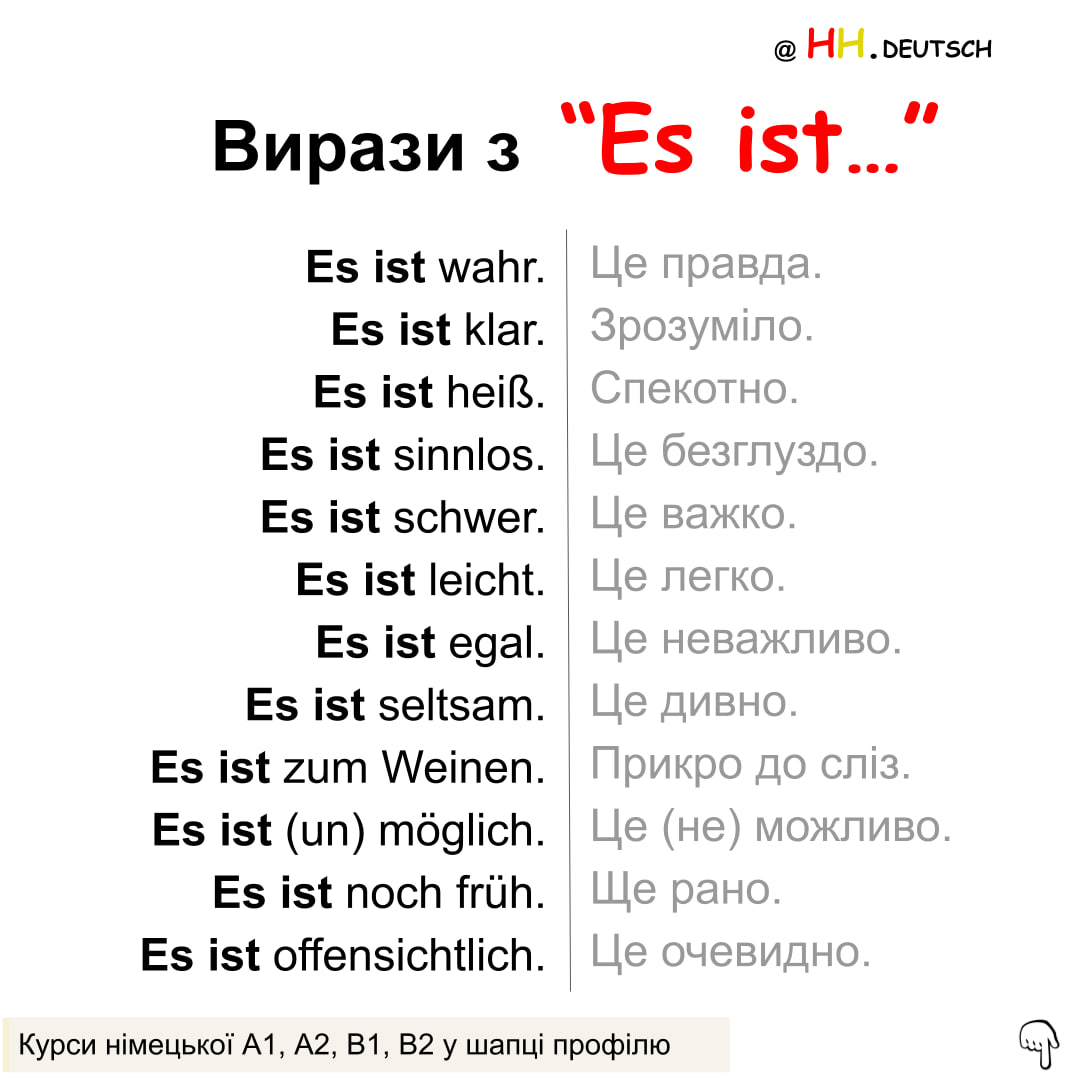 @ HH.DEUTSCH
Вирази з “Es ist...”
Es ist wahr. Це правда.
Es ist klar. Зрозуміло.
Es ist heiß. Спекотно.
Es ist sinnlos. Це безглуздо.
Es ist schwer. Це важко.
Es ist leicht. Це легко.
Es ist egal. Це неважливо.
Es ist seltsam. Це дивно.
Es ist zum Weinen. Прикро до сліз.
Es ist (un) möglich. Це (не) можливо.
Es ist noch früh. Ще рано.
Es ist offensichtlich. Це очевидно.
Курси німецької А1, А2, В1, В2 у шапці профілю